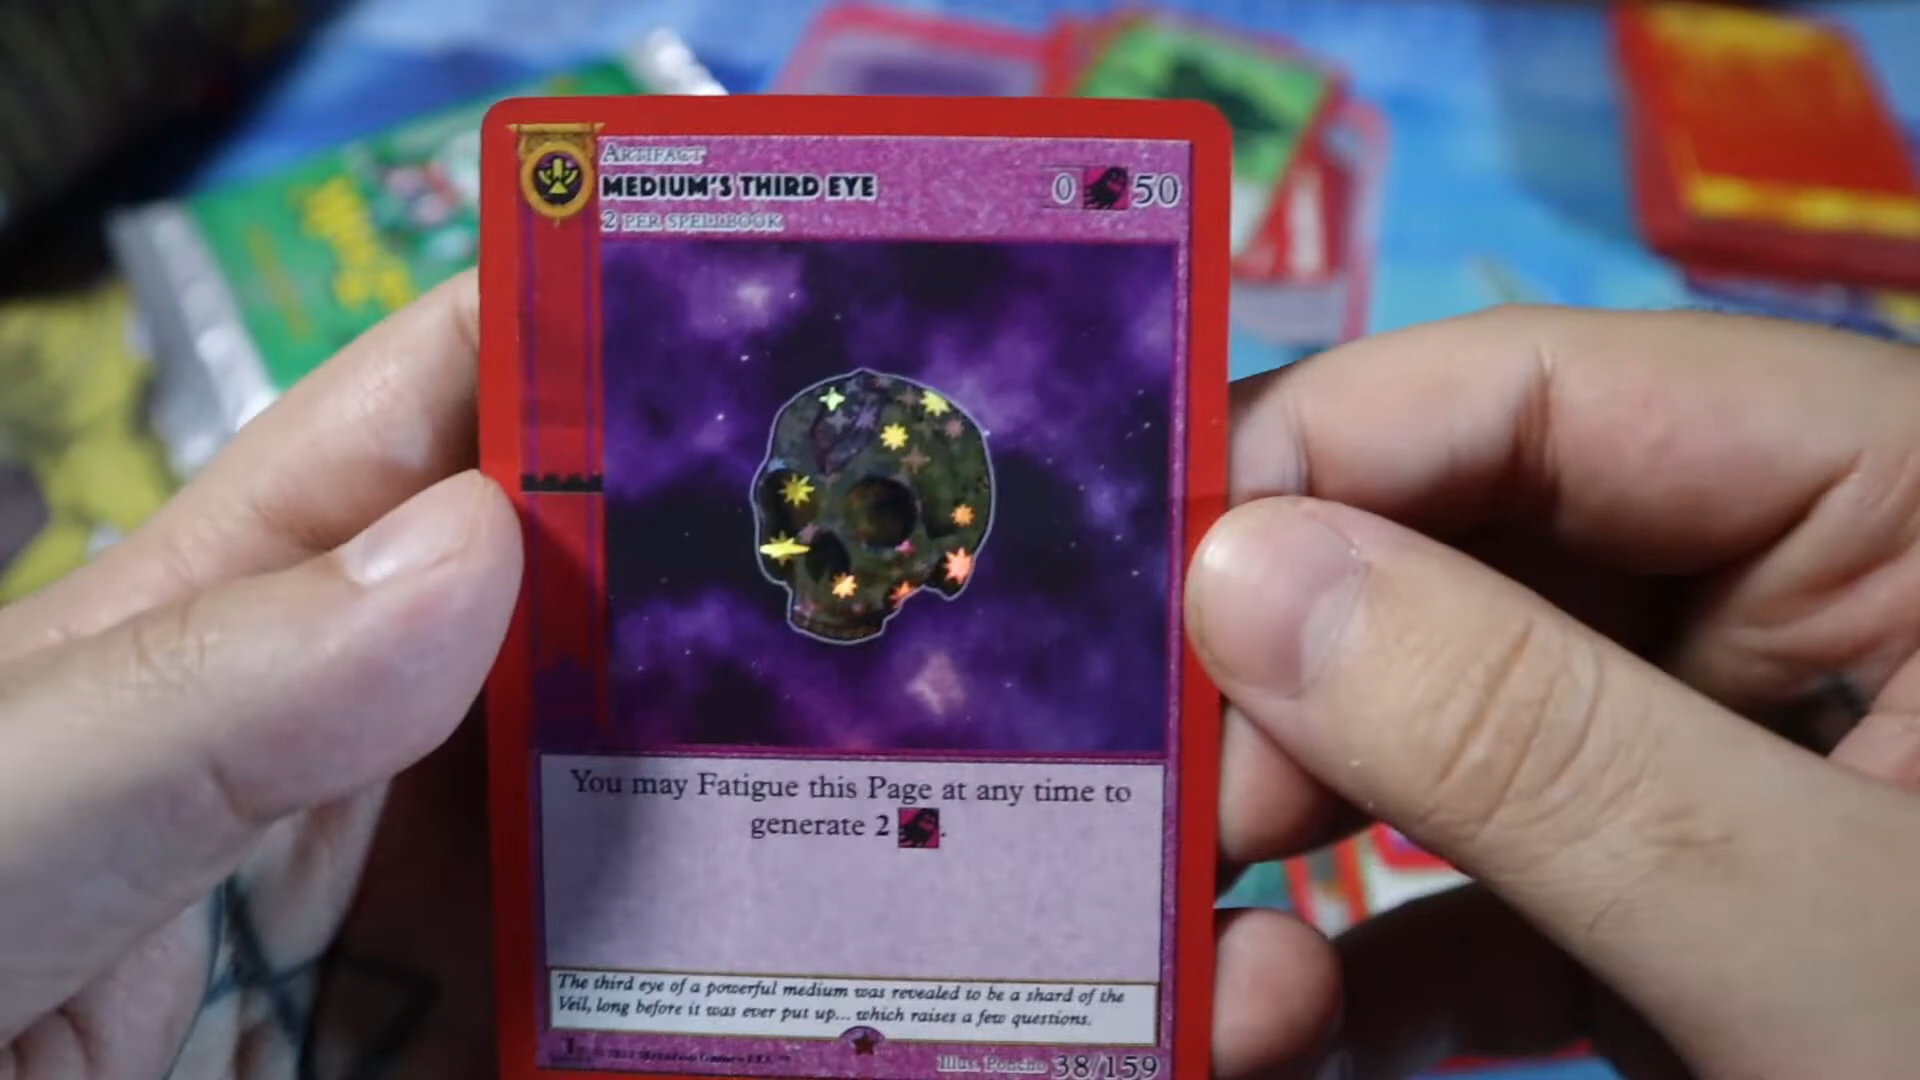 ARTIFACT
MEDIUM'S THIRD EYE
0 50
2 PER SPELLBOOK
You may Fatigue this Page at any time to
generate 2 .
The third eye of a powerful medium was revealed to be a shard of the
Veil, long before it was ever put up... which raises a few questions.
Illus. Poncho 38/159